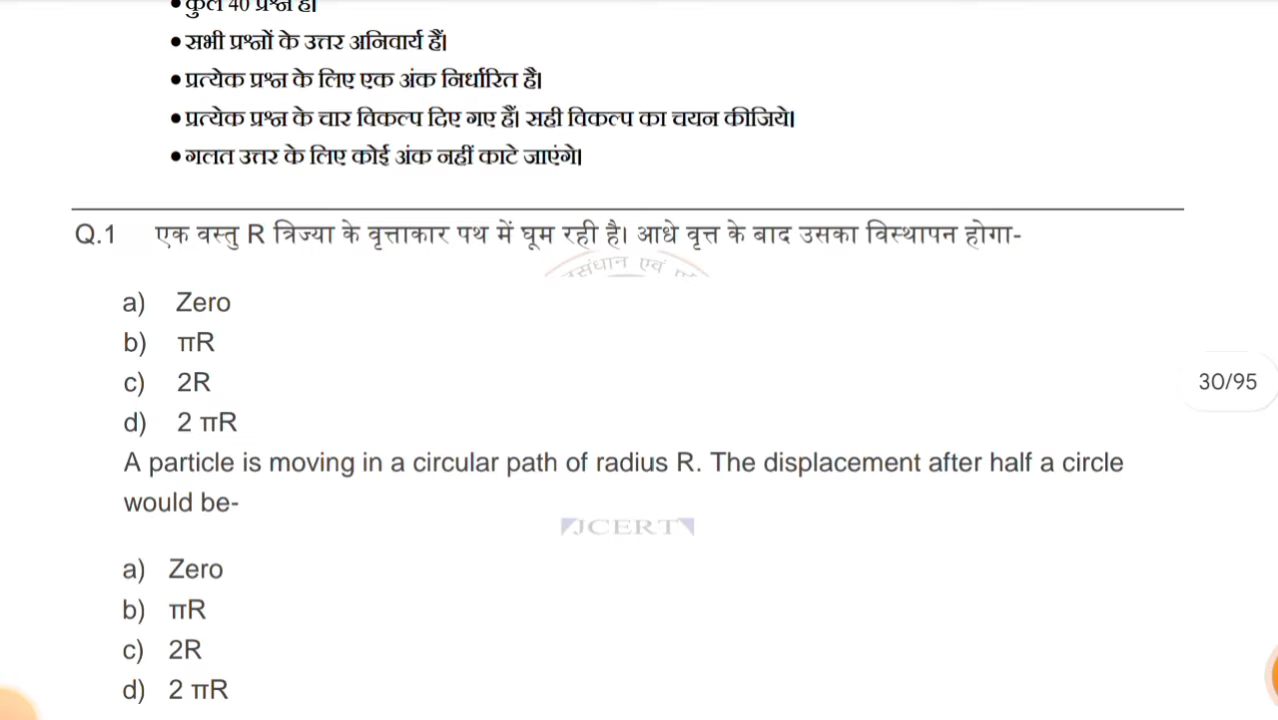 • कुल 40 प्रश्न हैं।
• सभी प्रश्नों के उत्तर अनिवार्य हैं।
• प्रत्येक प्रश्न के लिए एक अंक निर्धारित है।
• प्रत्येक प्रश्न के चार विकल्प दिए गए हैं। सही विकल्प का चयन कीजिये।
• गलत उत्तर के लिए कोई अंक नहीं काटे जाएंगे।
Q.1 एक वस्तु R त्रिज्या के वृत्ताकार पथ में घूम रही है। आधे वृत्त के बाद उसका विस्थापन होगा-
एवं
a) Zero
b) πR
c) 2R
30/95
d) 2 πR
A particle is moving in a circular path of radius R. The displacement after half a circle
would be-
JCERT
a) Zero
b) πR
c) 2R
d) 2 πR